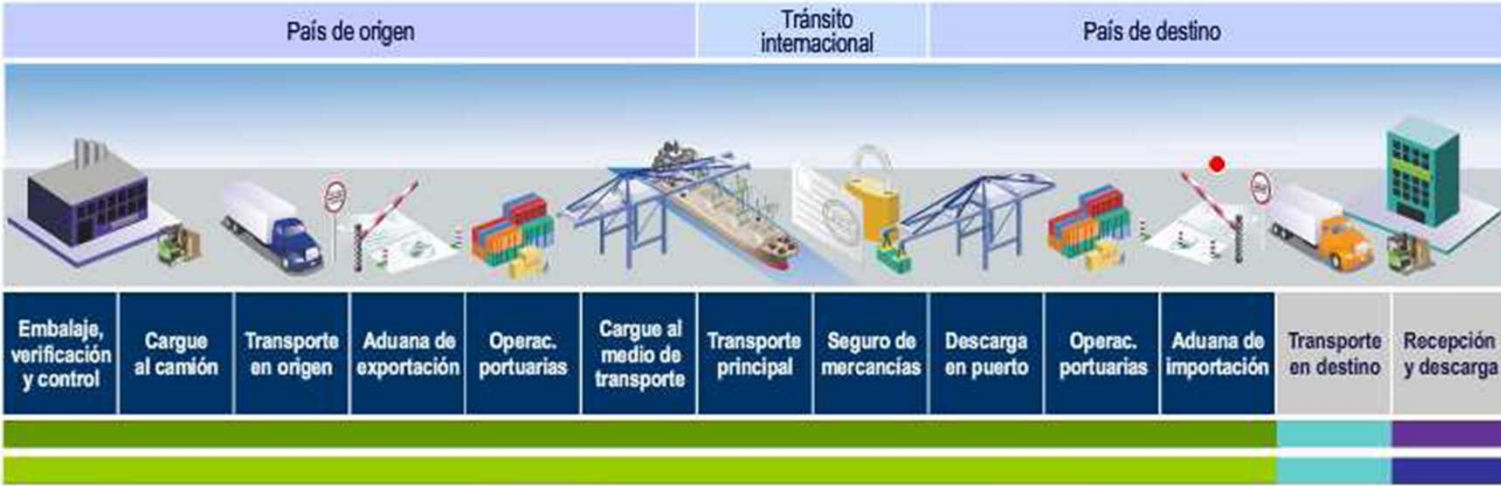 País de origen
Tránsito
internacional
País de destino
Embalaje,
verificación
y control
Cargue
al camión
Transporte
en origen
Aduana de
exportación
Operac.
portuarias
Cargue al
medio de
transporte
Transporte
principal
Seguro de
mercancías
Descarga
en puerto
Operac.
portuarias
Aduana de
importación
Transporte
en destino
Recepción
y descarga